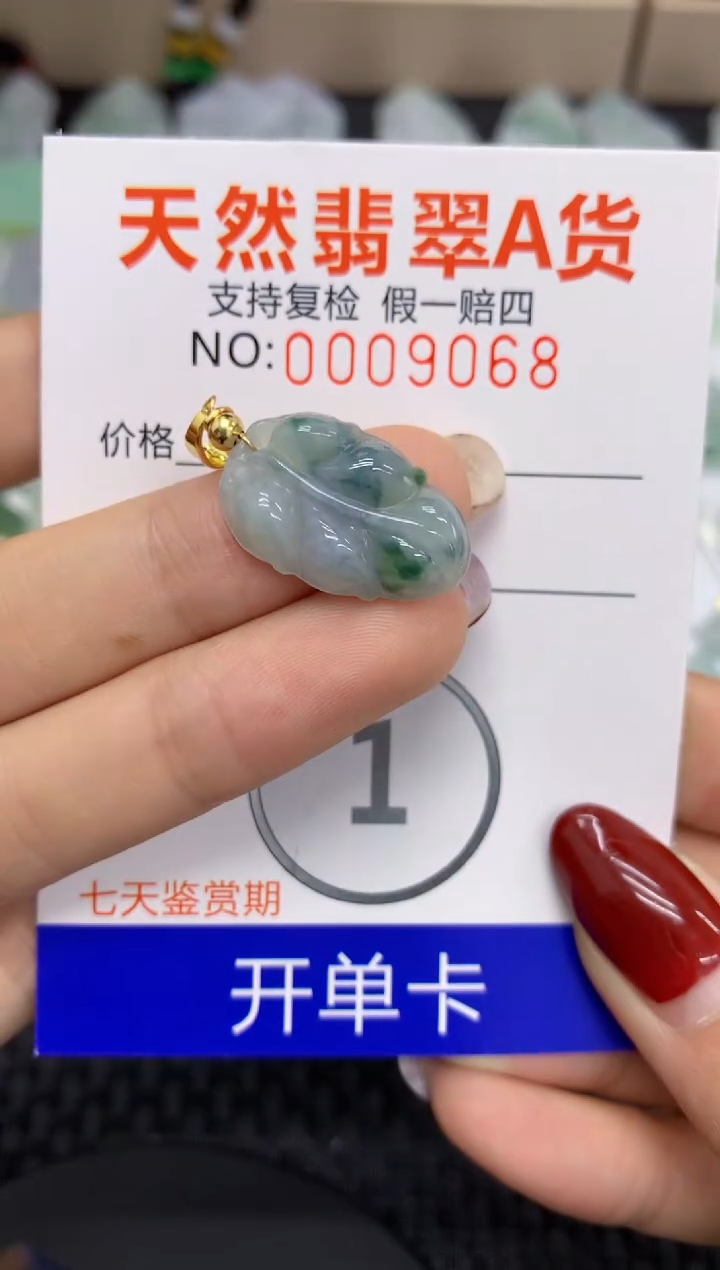 天然翡翠A货
支持复检 假一赔四
NO:0009068
价格
1
七天鉴赏期
开单卡